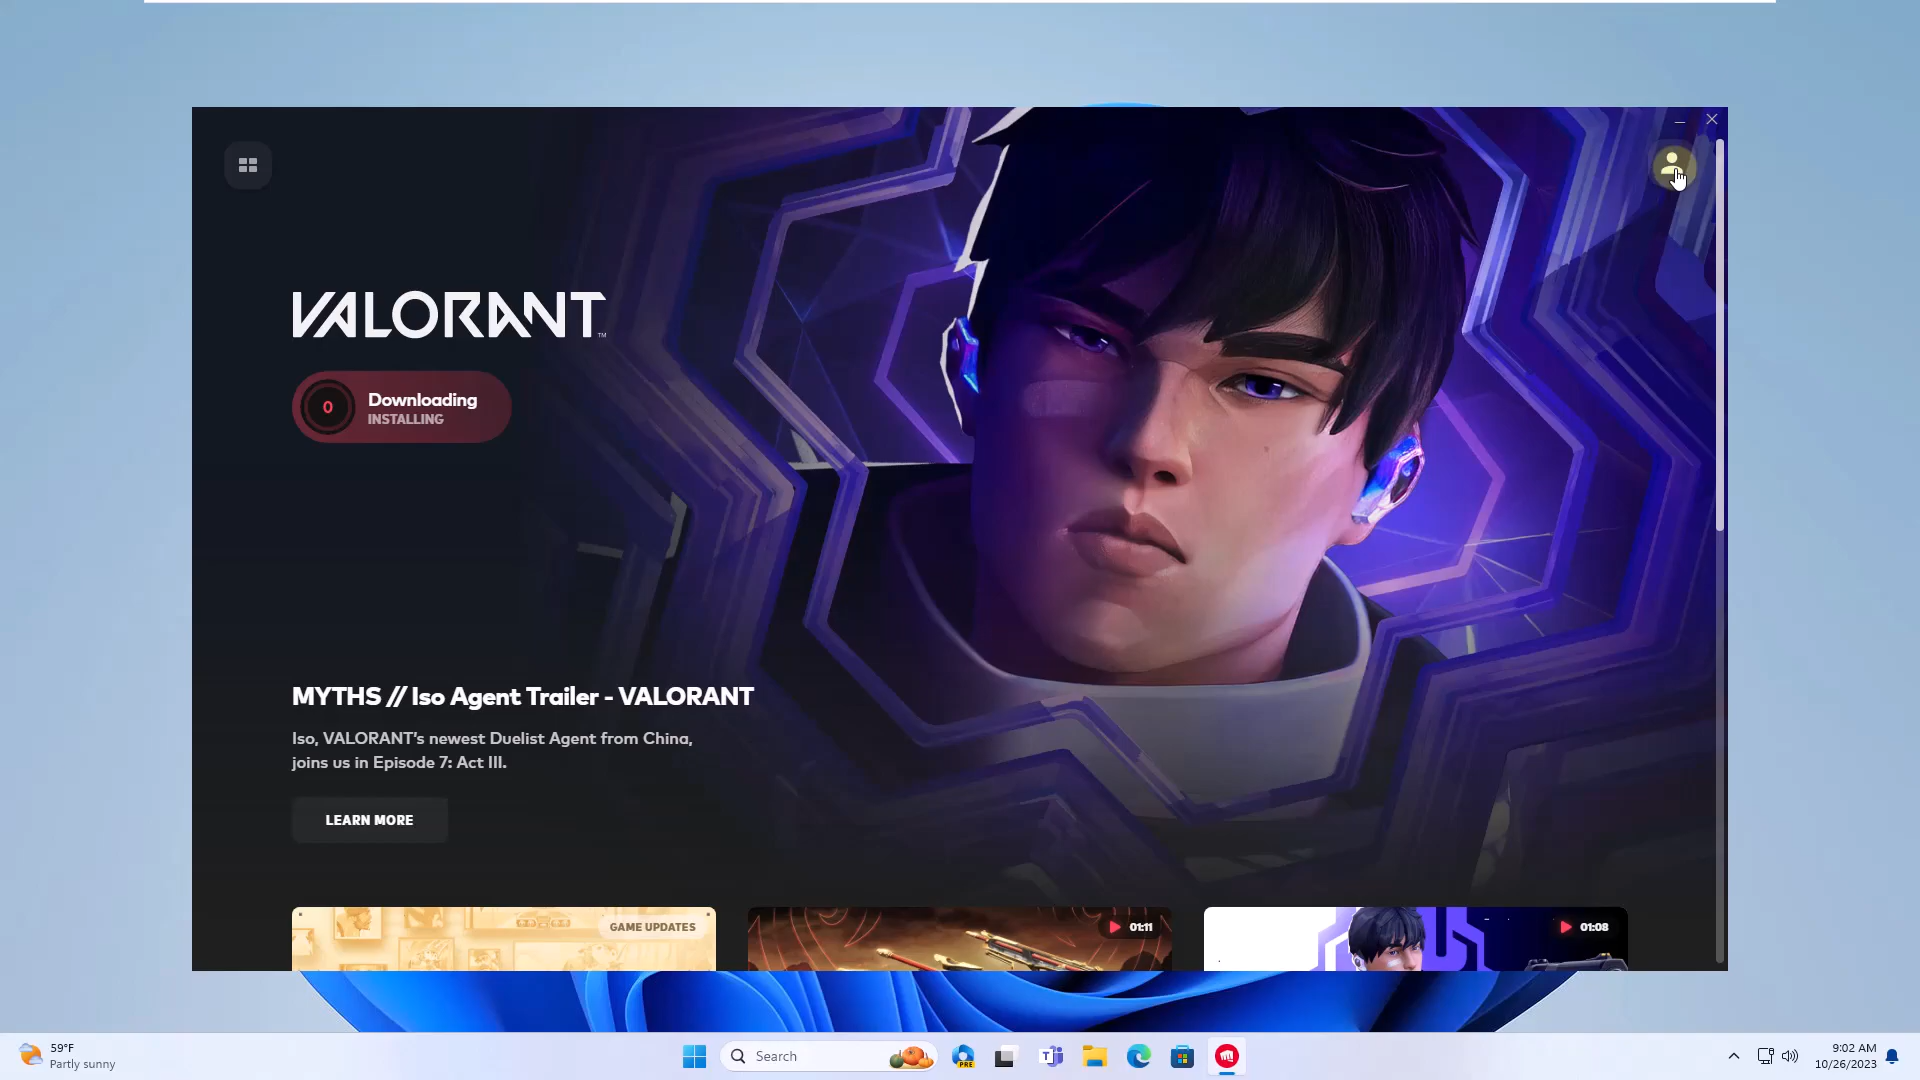 VALORANT™
0
Downloading
INSTALLING
MYTHS // Iso Agent Trailer - VALORANT
Iso, VALORANT's newest Duelist Agent from China,
joins us in Episode 7: Act III.
LEARN MORE
GAME UPDATES
01:11
01:08
59°F
Partly sunny
Search
PRE
T
9:02 AM
10/26/2023